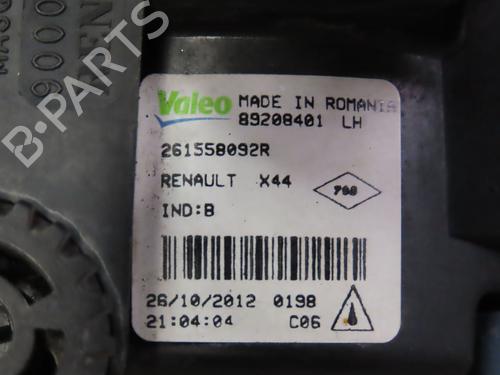 Valeo MADE IN ROMANIA
89208401 LH
261558092R
RENAULT X44
798
IND:B
26/10/2012 0198
21:04:04 C06